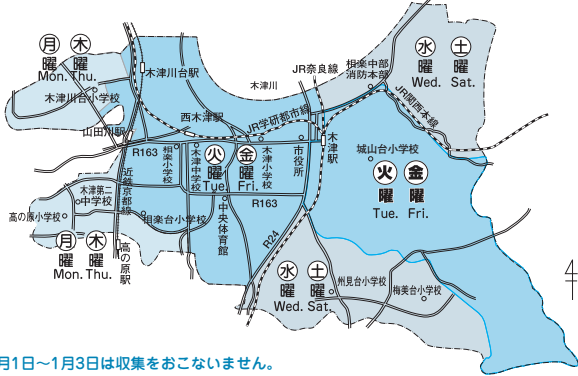 月曜 木曜
Mon. Thu.
木津川台小学校
木津川台駅
木津川
JR奈良線
相楽中部
消防本部
水曜 土曜
Wed. Sat.
JR関西本線
山田川駅
西木津駅
JR学研都市線
R163
相楽小学校
木津中学校
火曜 金曜
Tue. Fri.
木津小学校
市役所
木津駅
城山台小学校
火曜 金曜
Tue. Fri.
近鉄京都線
木津第二
中学校
高の原小学校
相楽台小学校
中央体育館
R163
R24
月曜 木曜
Mon. Thu.
高の原駅
水曜 土曜
Wed. Sat.
州見台小学校
梅美台小学校
月1日〜1月3日は収集をおこないません。